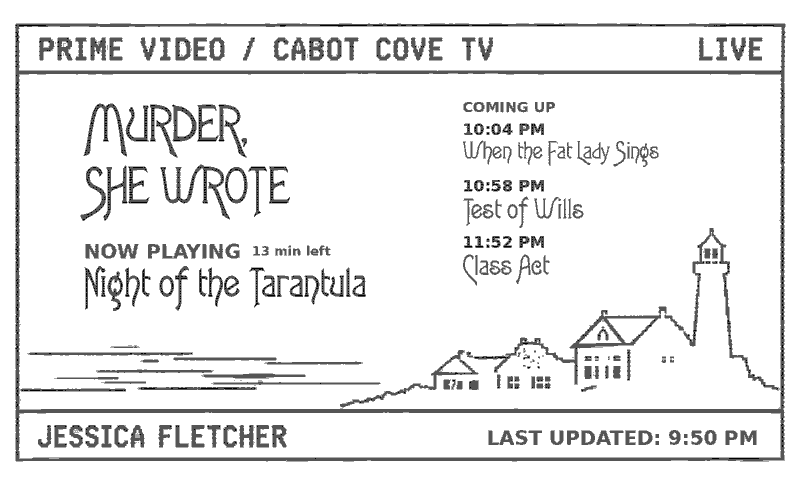 PRIME VIDEO / CABOT COVE TV
LIVE
MURDER,
SHE WROTE
NOW PLAYING 13 min left
Night of the Tarantula
COMING UP
10:04 PM
When the Fat Lady Sings
10:58 PM
Test of Wills
11:52 PM
Class Act
JESSICA FLETCHER
LAST UPDATED: 9:50 PM